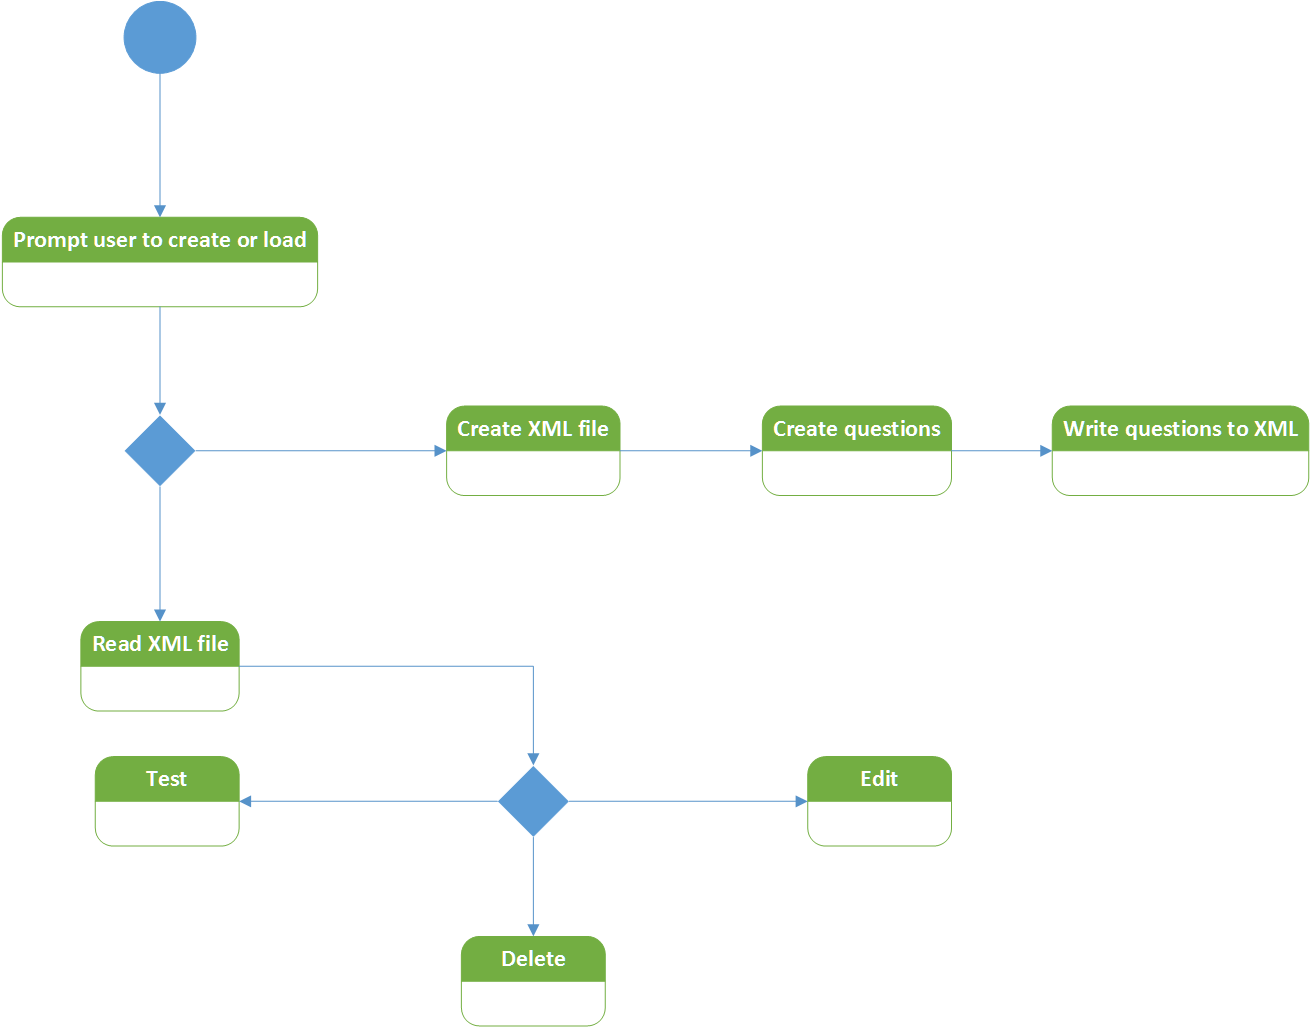 Prompt user to create or load
Create XML file
Create questions
Write questions to XML
Read XML file
Test
Edit
Delete